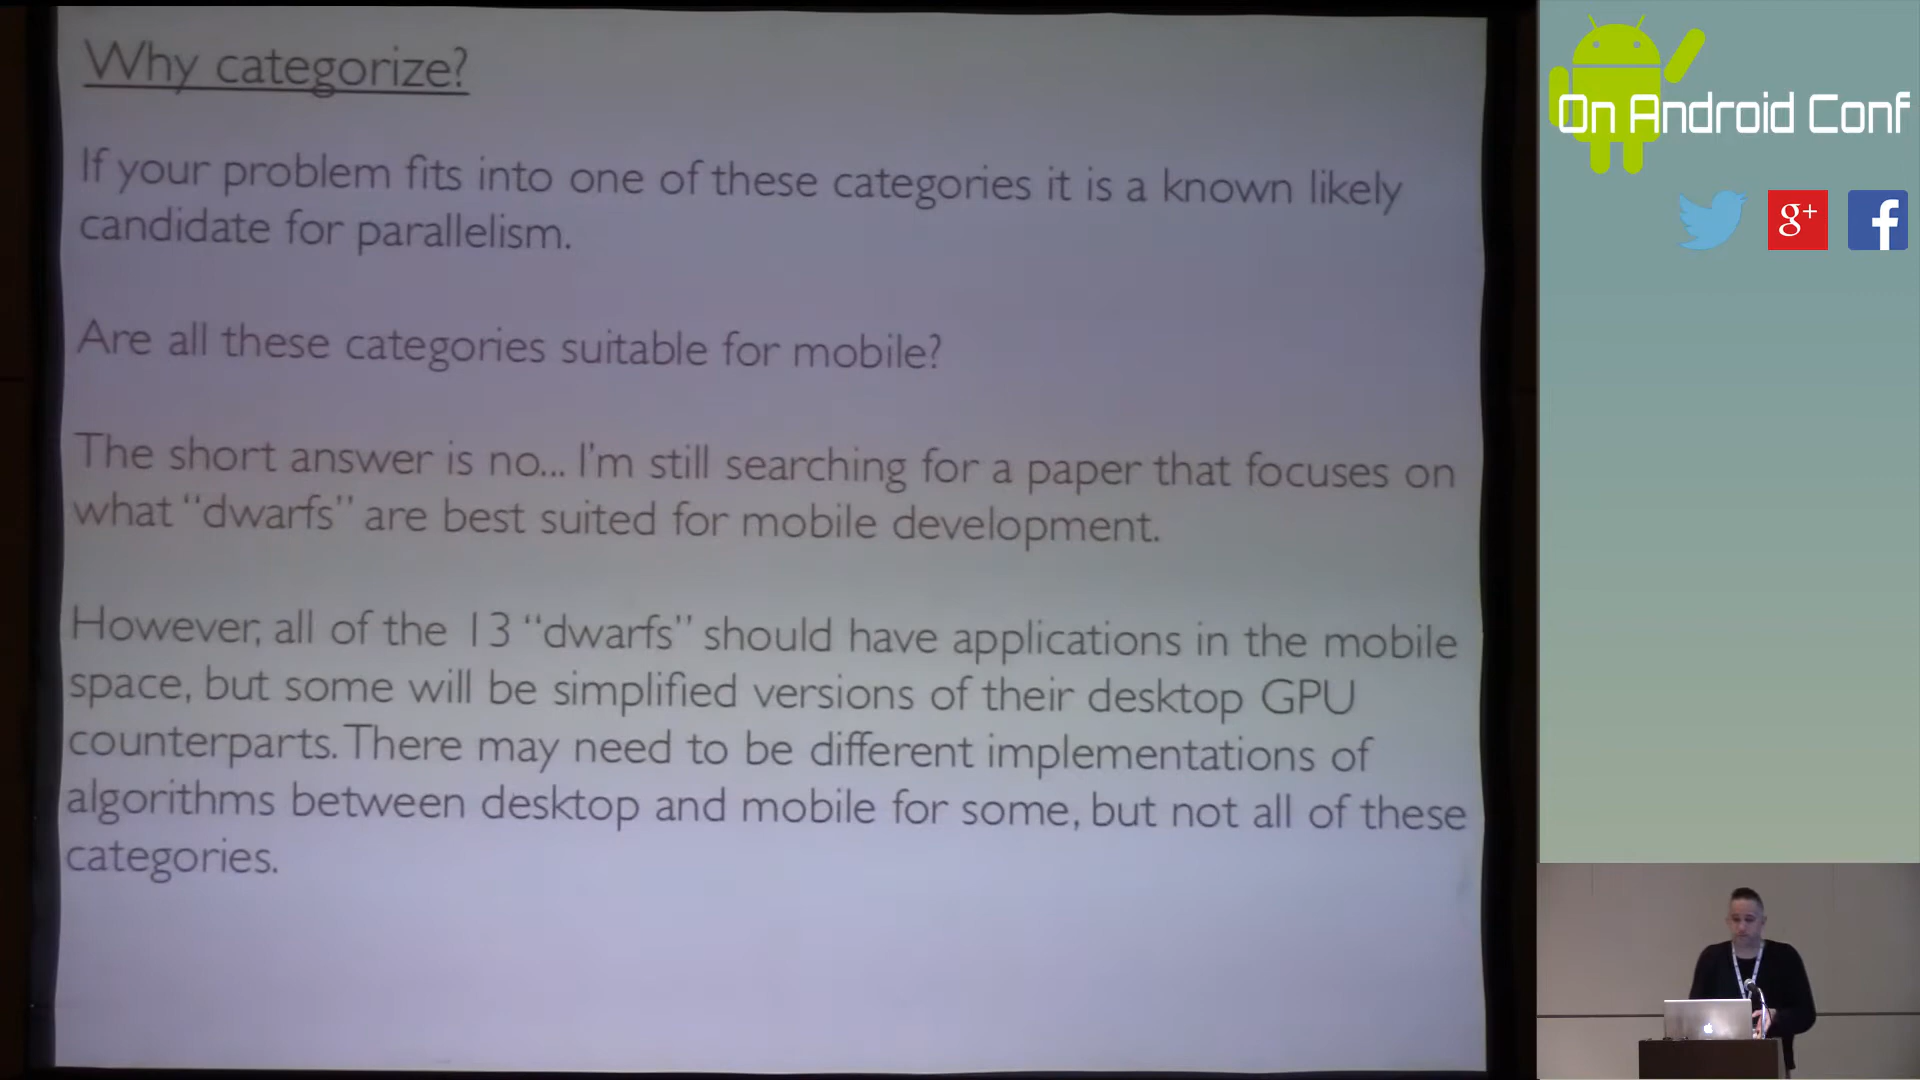 Why categorize?
If your problem fits into one of these categories it is a known likely
candidate for parallelism.
Are all these categories suitable for mobile?
The short answer is no... I'm still searching for a paper that focuses on
what "dwarfs" are best suited for mobile development.
However, all of the 13 "dwarfs" should have applications in the mobile
space, but some will be simplified versions of their desktop GPU
counterparts. There may need to be different implementations of
algorithms between desktop and mobile for some, but not all of these
categories.
On Android Conf
g+
f